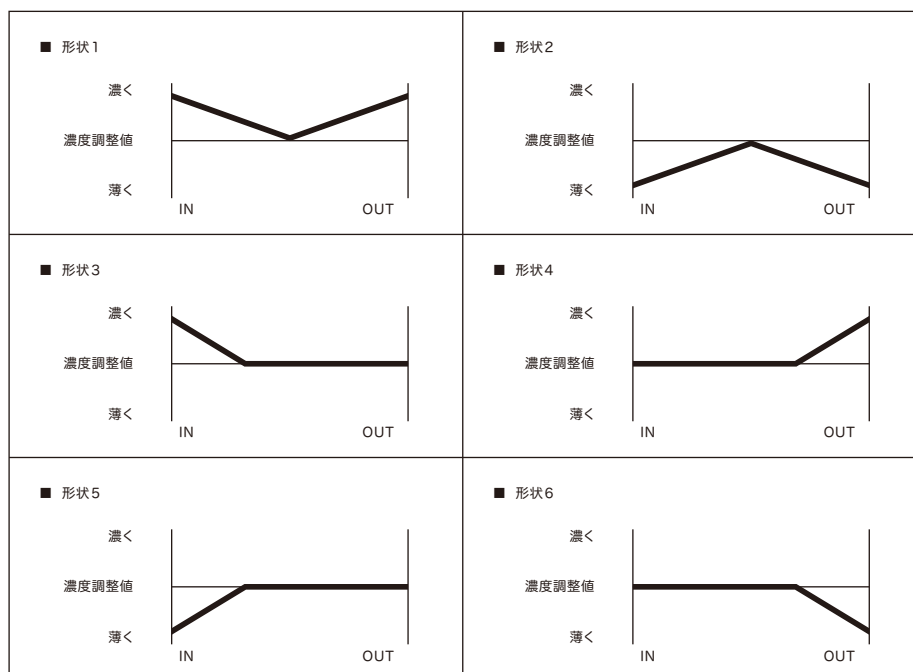 ■ 形状1
濃く
濃度調整値
薄く
IN OUT
■ 形状2
濃く
濃度調整値
薄く
IN OUT
■ 形状3
濃く
濃度調整値
薄く
IN OUT
■ 形状4
濃く
濃度調整値
薄く
IN OUT
■ 形状5
濃く
濃度調整値
薄く
IN OUT
■ 形状6
濃く
濃度調整値
薄く
IN OUT